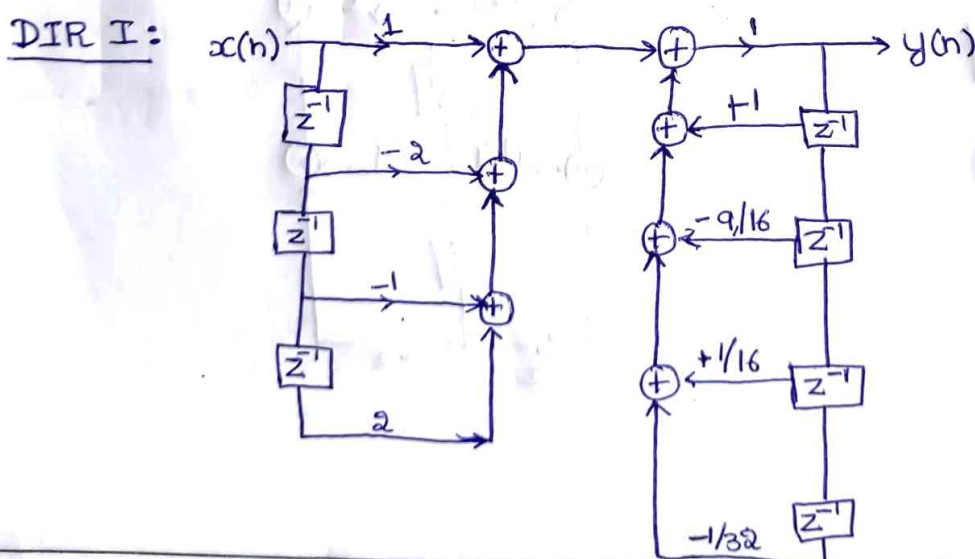 DIR I: x(n) 1 + + 1 y(n)
z⁻¹ + +1 z⁻¹
-2 +
z⁻¹ + -9/16 z⁻¹
-1 +
z⁻¹ + +1/16 z⁻¹
2
z⁻¹
-1/32